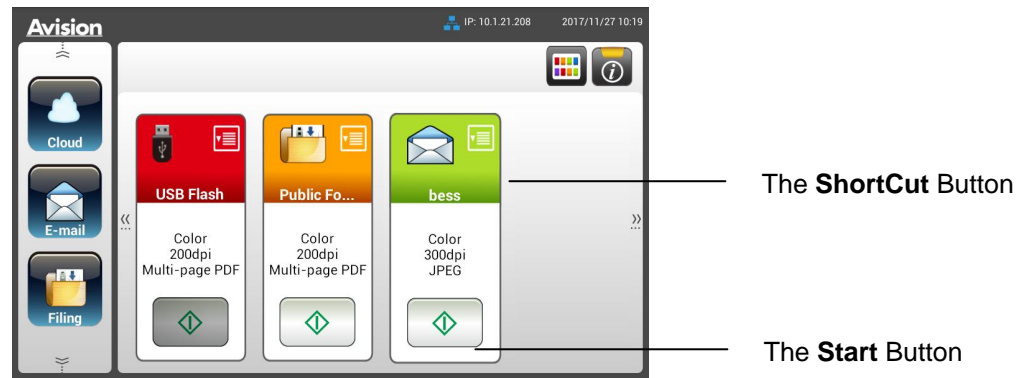 Avision
IP: 10.1.21.208 2017/11/27 10:19
Cloud
E-mail
Filing
USB Flash
Color
200dpi
Multi-page PDF
Public Fo...
Color
200dpi
Multi-page PDF
bess
Color
300dpi
JPEG
The ShortCut Button
The Start Button